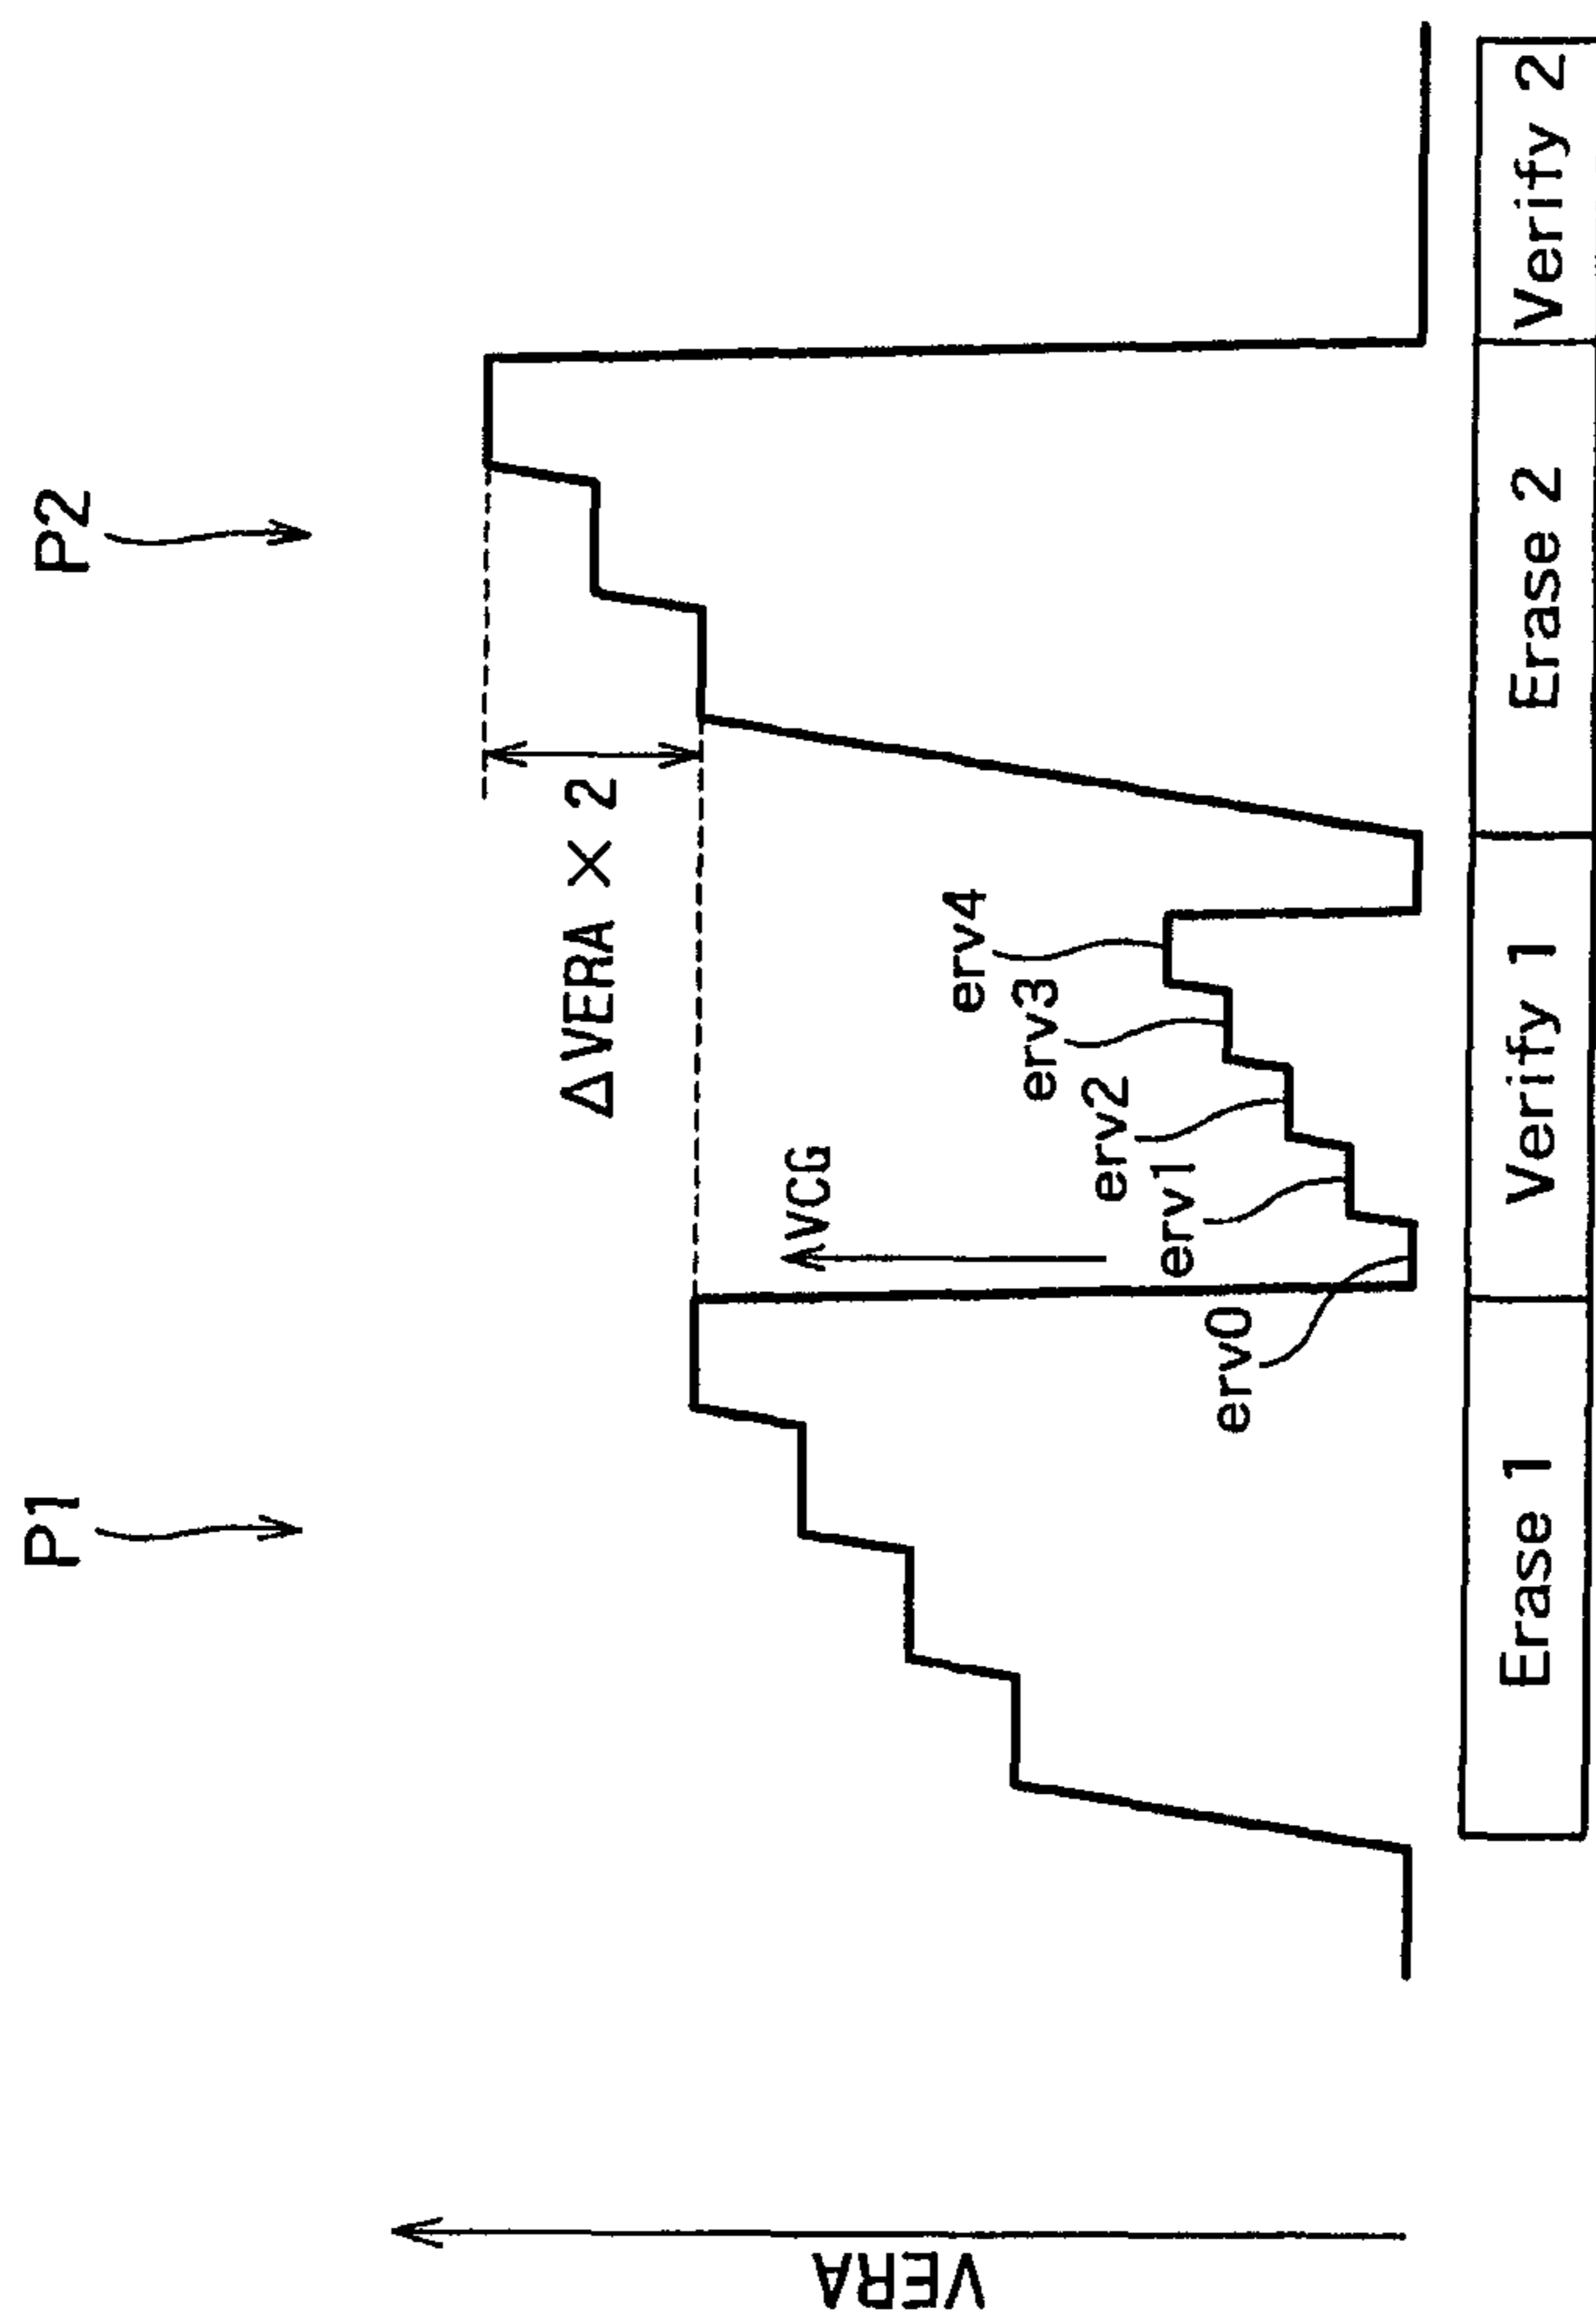 P1
P2
ΔVERA × 2
VCG
erv0
erv1
erv2
erv3
erv4
VERA
Erase 1
Verify 1
Erase 2
Verify 2